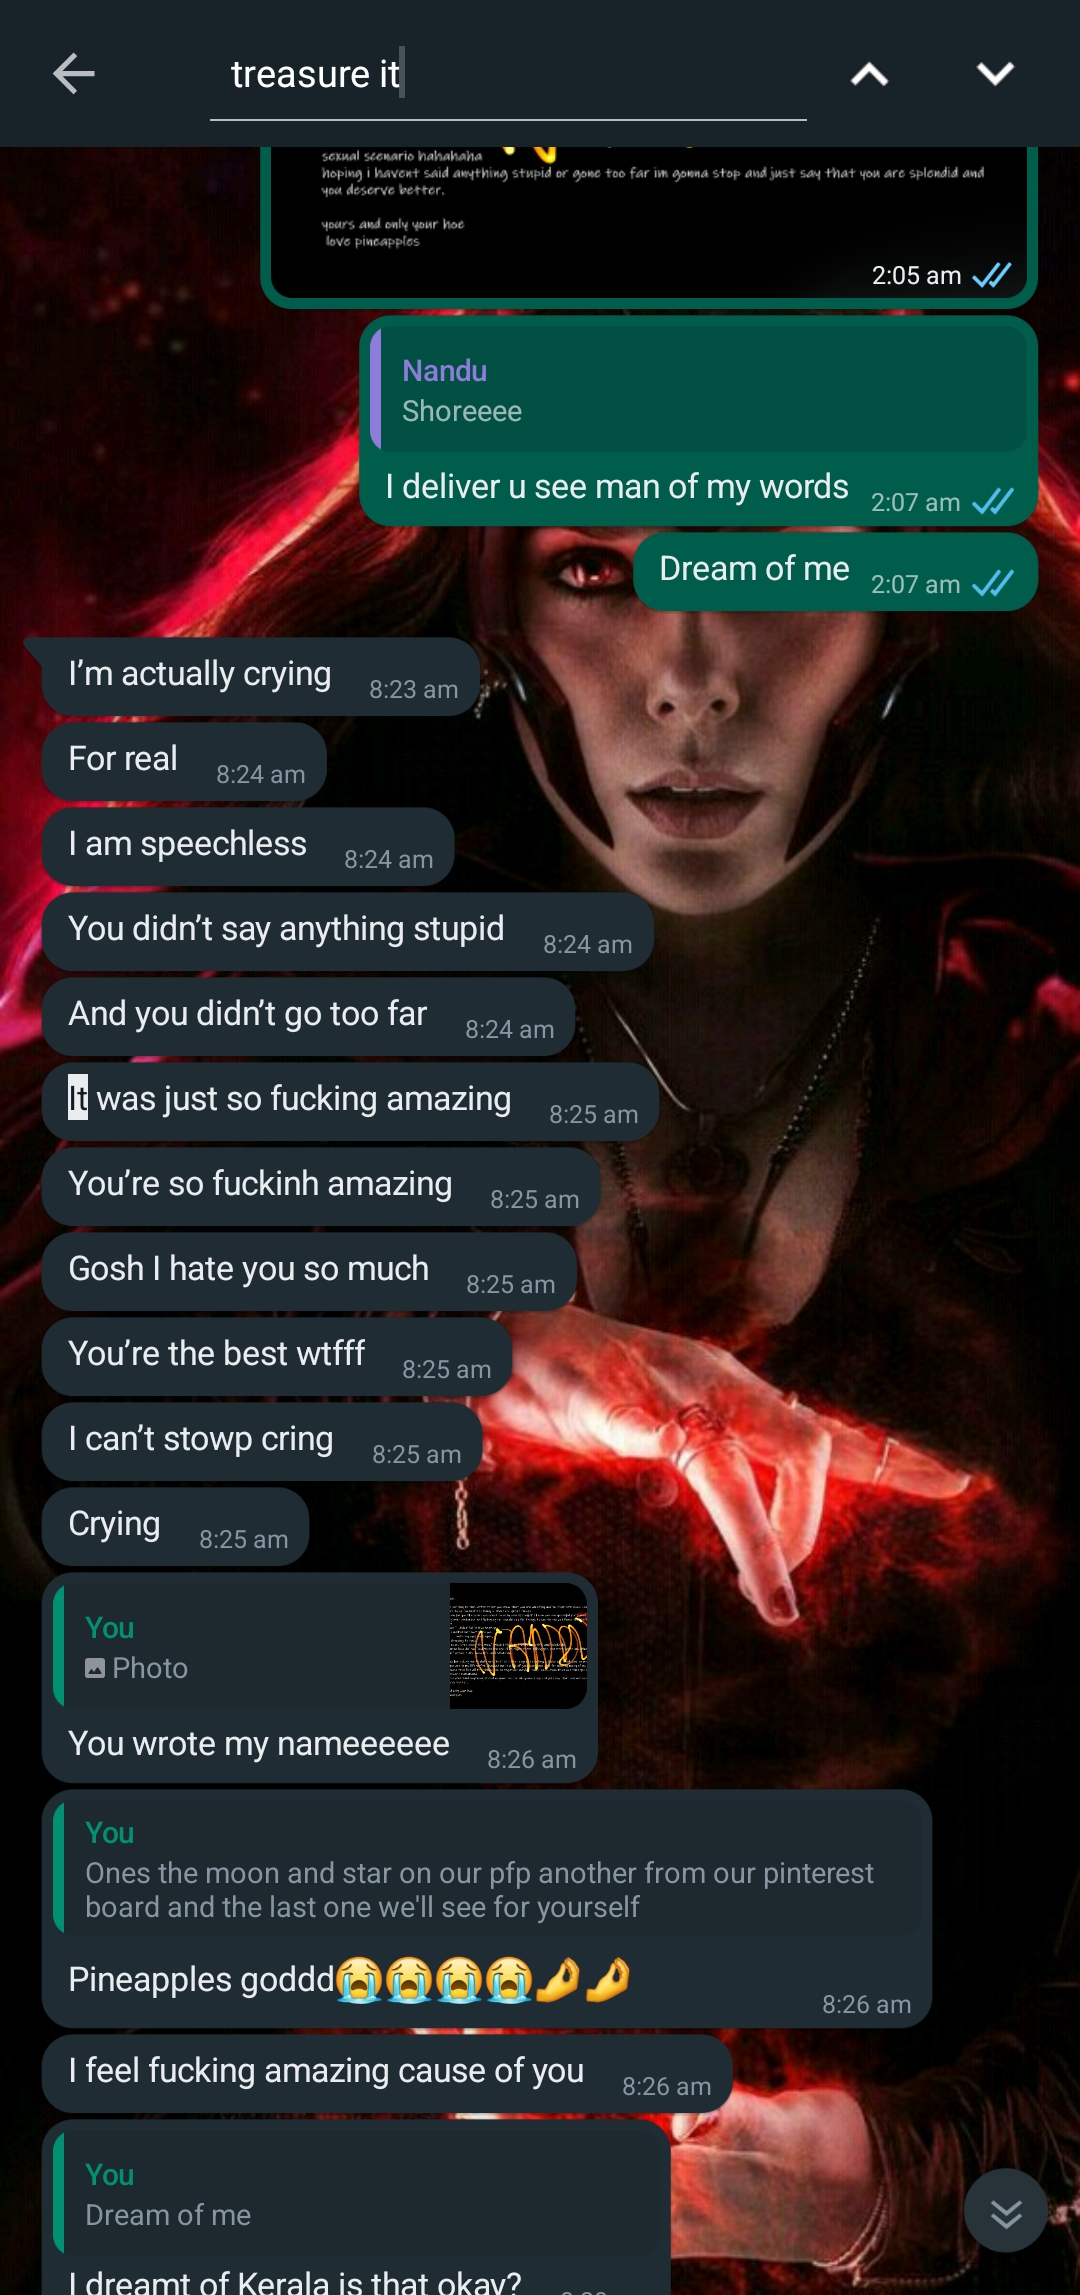 treasure it
sexual scenario hahahaha
hoping i havent said anything stupid or gone too far im gonna stop and just say that you are splendid and
you deserve better.
yours and only your hoe
love pineapples
2:05 am
Nandu
Shoreeee
I deliver u see man of my words 2:07 am
Dream of me 2:07 am
I'm actually crying 8:23 am
For real 8:24 am
I am speechless 8:24 am
You didn't say anything stupid 8:24 am
And you didn't go too far 8:24 am
It was just so fucking amazing 8:25 am
You're so fuckinh amazing 8:25 am
Gosh I hate you so much 8:25 am
You're the best wtfff 8:25 am
I can't stowp cring 8:25 am
Crying 8:25 am
You
Photo
You wrote my nameeeeee 8:26 am
You
Ones the moon and star on our pfp another from our pinterest
board and the last one we'll see for yourself
Pineapples goddd😭😭😭😭🤌🤌 8:26 am
I feel fucking amazing cause of you 8:26 am
You
Dream of me
I dreamt of Kerala is that okay?